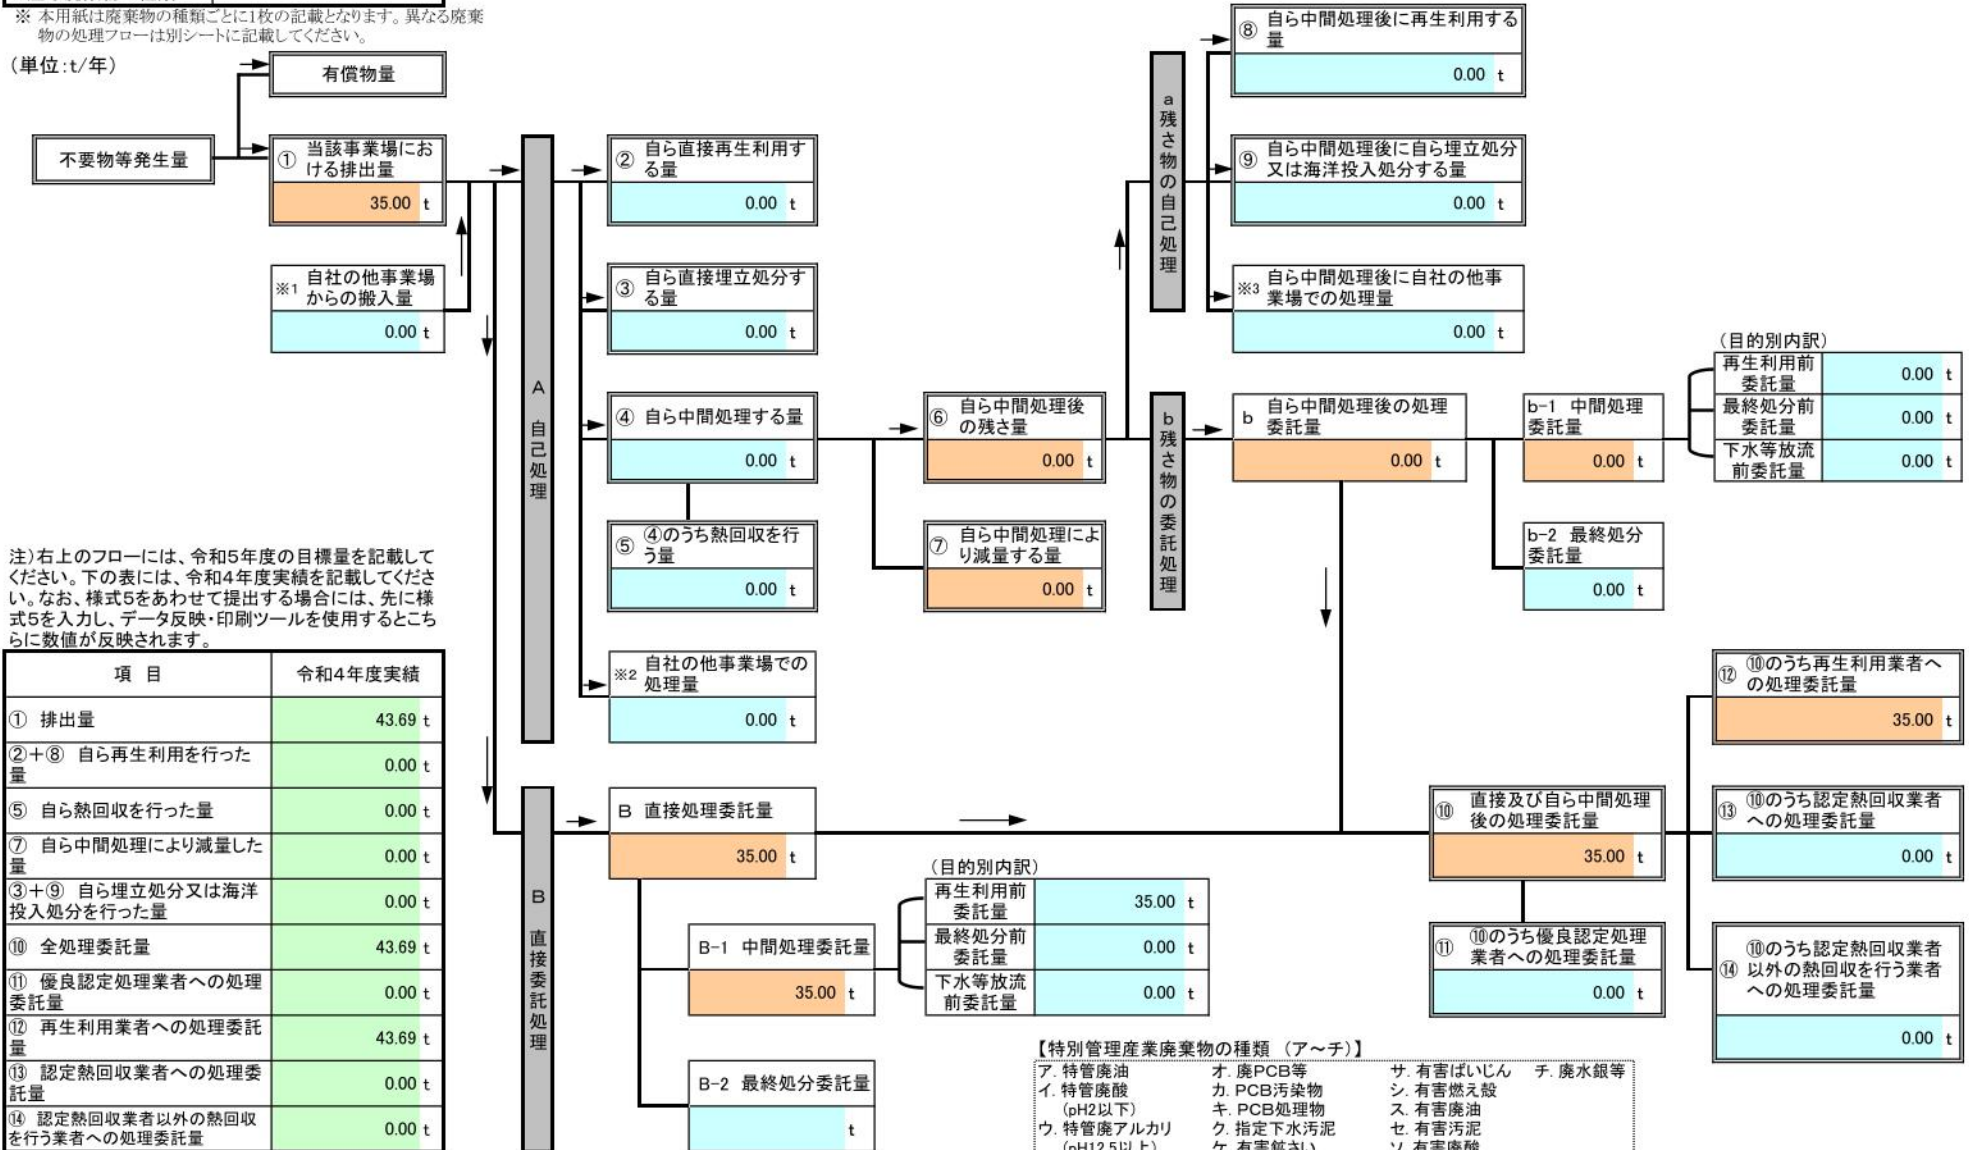 ※ 本用紙は廃棄物の種類ごとに1枚の記載となります。異なる廃棄
物の処理フローは別シートに記載してください。
(単位:t/年)
有償物量
不要物等発生量
① 当該事業場にお
ける排出量
35.00 t
※1 自社の他事業場
からの搬入量
0.00 t
A 自己処理
② 自ら直接再生利用す
る量
0.00 t
③ 自ら直接埋立処分す
る量
0.00 t
④ 自ら中間処理する量
0.00 t
⑤ ④のうち熱回収を行
う量
0.00 t
※2 自社の他事業場での
処理量
0.00 t
⑥ 自ら中間処理後
の残さ量
0.00 t
⑦ 自ら中間処理によ
り減量する量
0.00 t
a 残さ物の自己処理
⑧ 自ら中間処理後に再生利用する
量
0.00 t
⑨ 自ら中間処理後に自ら埋立処分
又は海洋投入処分する量
0.00 t
※3 自ら中間処理後に自社の他事
業場での処理量
0.00 t
b 残さ物の委託処理
b 自ら中間処理後の処理
委託量
0.00 t
b-1 中間処理
委託量
0.00 t
(目的別内訳)
再生利用前
委託量
0.00 t
最終処分前
委託量
0.00 t
下水等放流
前委託量
0.00 t
b-2 最終処分
委託量
0.00 t
注)右上のフローには、令和5年度の目標量を記載して
ください。下の表には、令和4年度実績を記載してくださ
い。なお、様式5をあわせて提出する場合には、先に様
式5を入力し、データ反映・印刷ツールを使用するとこち
らに数値が反映されます。
項 目 令和4年度実績
① 排出量 43.69 t
②+⑧ 自ら再生利用を行った
量
0.00 t
⑤ 自ら熱回収を行った量 0.00 t
⑦ 自ら中間処理により減量した
量
0.00 t
③+⑨ 自ら埋立処分又は海洋
投入処分を行った量
0.00 t
⑩ 全処理委託量 43.69 t
⑪ 優良認定処理業者への処理
委託量
0.00 t
⑫ 再生利用業者への処理委託
量
43.69 t
⑬ 認定熱回収業者への処理委
託量
0.00 t
⑭ 認定熱回収業者以外の熱回収
を行う業者への処理委託量
0.00 t
B 直接委託処理
B 直接処理委託量
35.00 t
B-1 中間処理委託量
35.00 t
(目的別内訳)
再生利用前
委託量
35.00 t
最終処分前
委託量
0.00 t
下水等放流
前委託量
0.00 t
B-2 最終処分委託量
t
⑩ 直接及び自ら中間処理
後の処理委託量
35.00 t
⑪ ⑩のうち優良認定処理
業者への処理委託量
0.00 t
⑫ ⑩のうち再生利用業者へ
の処理委託量
35.00 t
⑬ ⑩のうち認定熱回収業者
への処理委託量
0.00 t
⑭ ⑩のうち認定熱回収業者
以外の熱回収を行う業者
への処理委託量
0.00 t
【特別管理産業廃棄物の種類 (ア~チ)】
ア. 特管廃油 オ. 廃PCB等 サ. 有害ばいじん チ. 廃水銀等
イ. 特管廃酸 カ. PCB汚染物 シ. 有害燃え殻
(pH2以下) キ. PCB処理物 ス. 有害廃油
ウ. 特管廃アルカリ ク. 指定下水汚泥 セ. 有害汚泥
(pH12.5以上) ケ. 有害鉱さい ソ. 有害廃酸